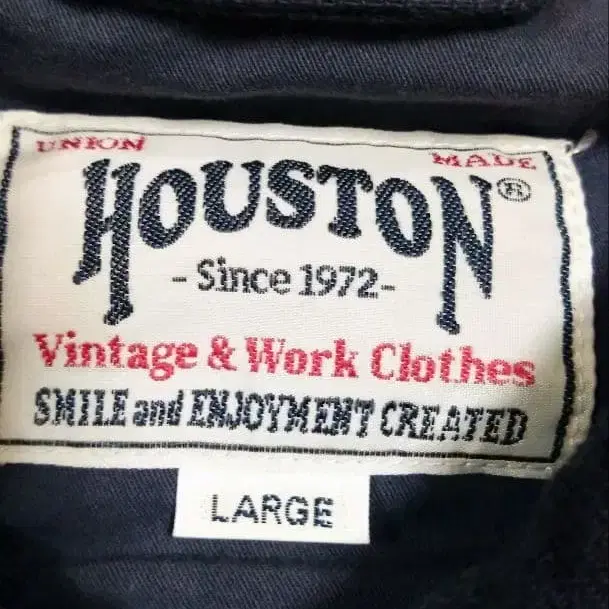 UNION MADE
HOUSTON®
- Since 1972-
Vintage & Work Clothes
SMILE and ENJOYMENT CREATED
LARGE